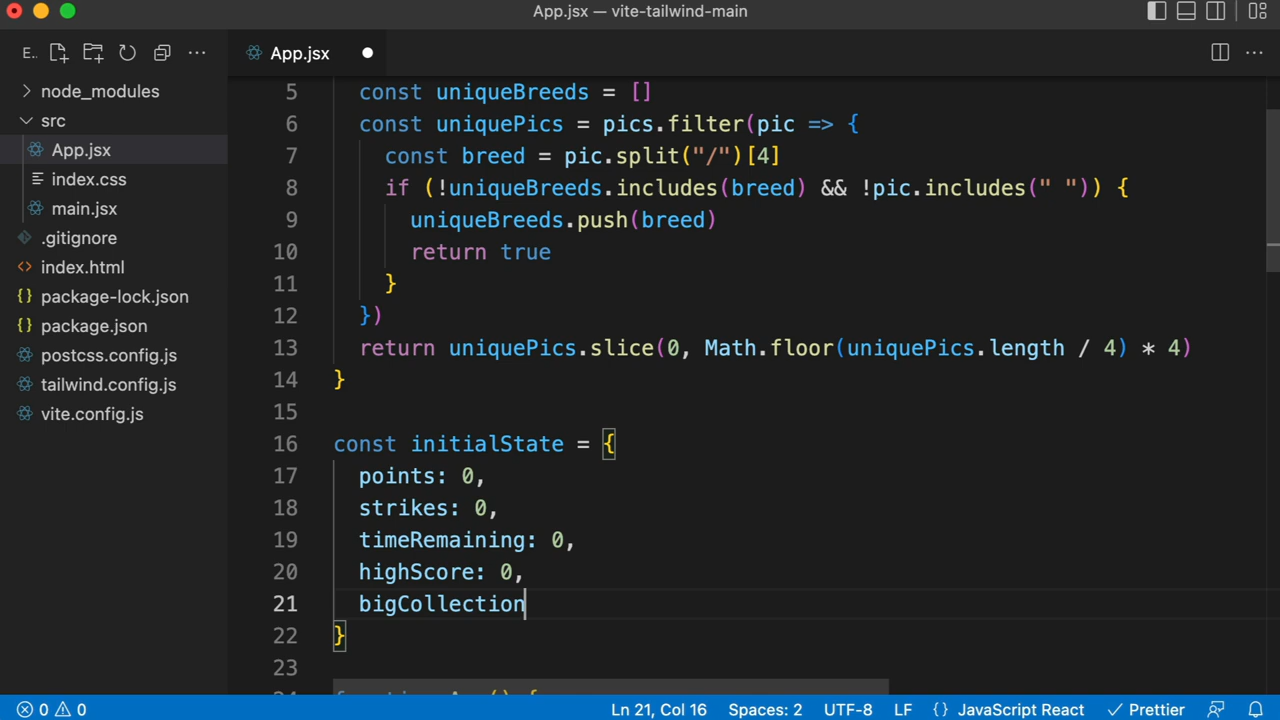 App.jsx — vite-tailwind-main
E..
App.jsx
node_modules
src
App.jsx
index.css
main.jsx
.gitignore
index.html
package-lock.json
package.json
postcss.config.js
tailwind.config.js
vite.config.js
5 const uniqueBreeds = []
6 const uniquePics = pics.filter(pic => {
7 const breed = pic.split("/")[4]
8 if (!uniqueBreeds.includes(breed) && !pic.includes(" ")) {
9 uniqueBreeds.push(breed)
10 return true
11 }
12 })
13 return uniquePics.slice(0, Math.floor(uniquePics.length / 4) * 4)
14 }
15
16 const initialState = {
17 points: 0,
18 strikes: 0,
19 timeRemaining: 0,
20 highScore: 0,
21 bigCollection
22 }
23
0 0 Ln 21, Col 16 Spaces: 2 UTF-8 LF {} JavaScript React Prettier